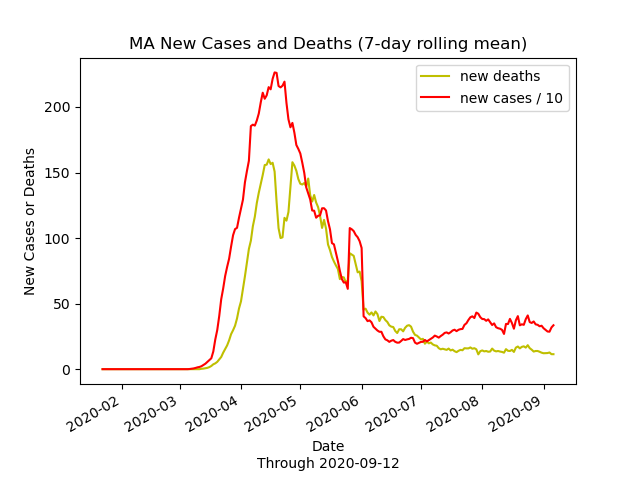 MA New Cases and Deaths (7-day rolling mean)
new deaths
new cases / 10
200
150
100
50
0
New Cases or Deaths
2020-02
2020-03
2020-04
2020-05
2020-06
2020-07
2020-08
2020-09
Date
Through 2020-09-12